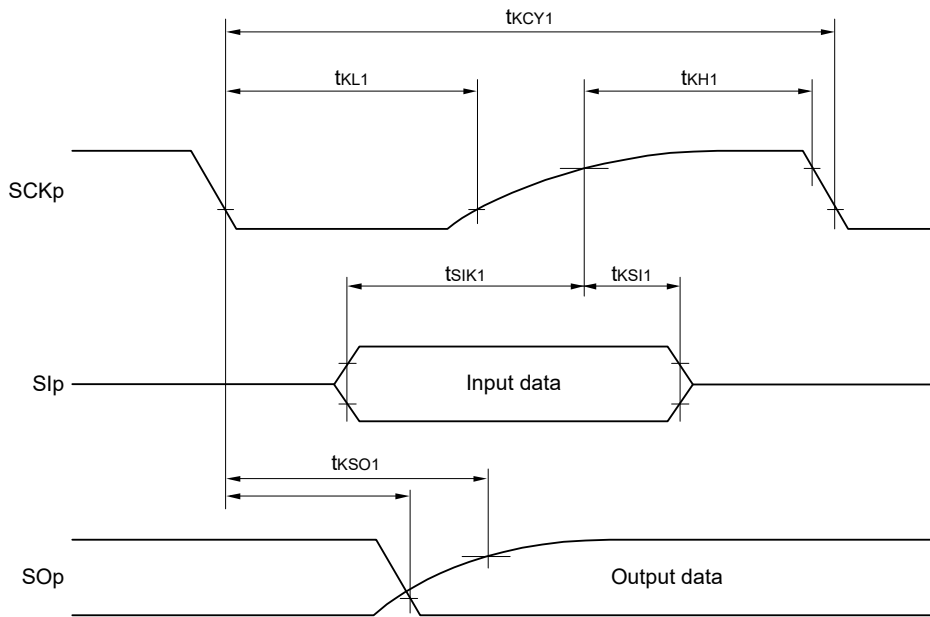 tKCY1
tKL1
tKH1
SCKp
tSIK1
tKSI1
SIp
Input data
tKSO1
SOp
Output data